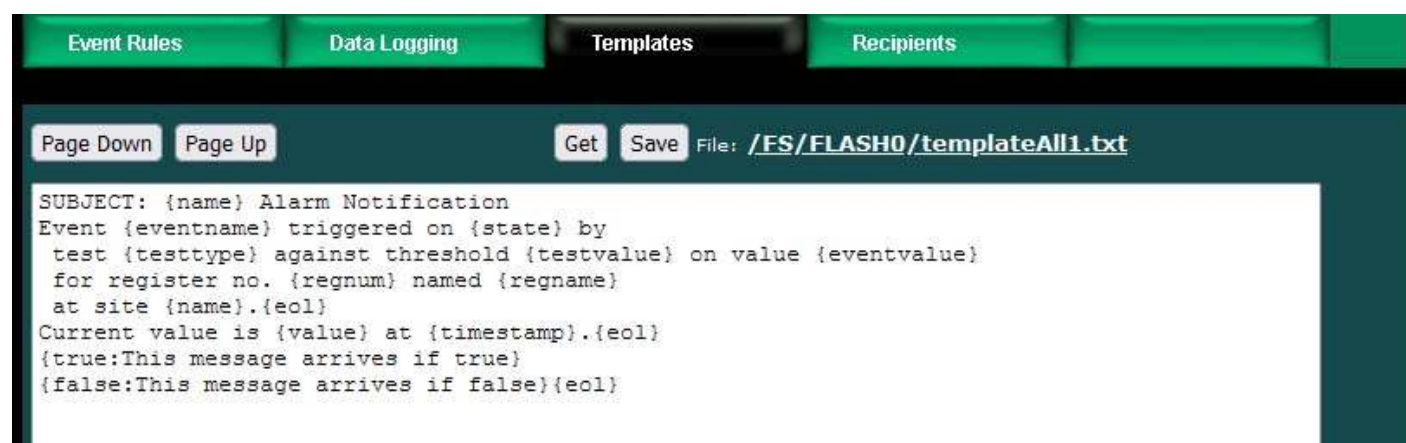 Event Rules Data Logging Templates Recipients
Page Down Page Up Get Save File: /FS/FLASH0/templateAll1.txt
SUBJECT: {name} Alarm Notification
Event {eventname} triggered on {state} by
 test {testtype} against threshold {testvalue} on value {eventvalue}
 for register no. {regnum} named {regname}
 at site {name}.{eol}
Current value is {value} at {timestamp}.{eol}
{true:This message arrives if true}
{false:This message arrives if false}{eol}